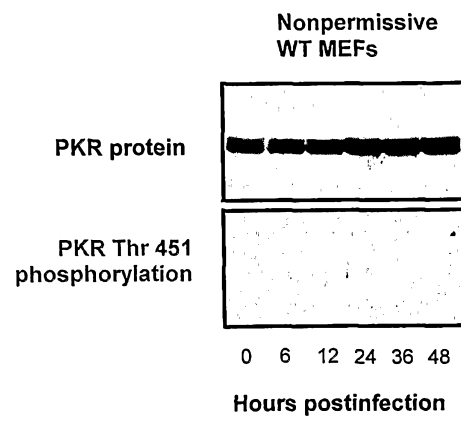 Nonpermissive
WT MEFs
PKR protein
PKR Thr 451
phosphorylation
0 6 12 24 36 48
Hours postinfection